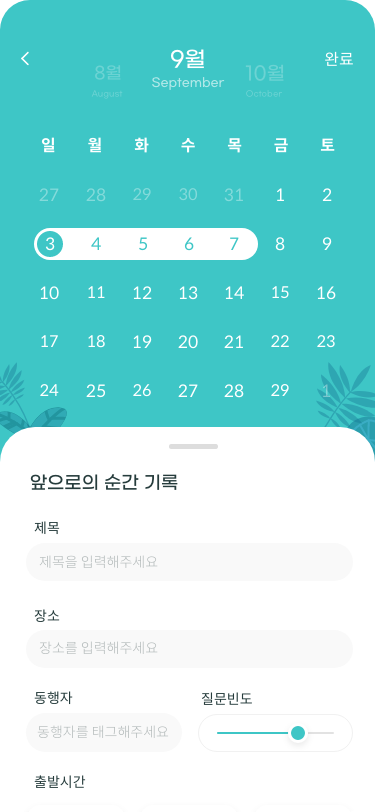 8월 9월 10월 완료
August September October
일 월 화 수 목 금 토
27 28 29 30 31 1 2
3 4 5 6 7 8 9
10 11 12 13 14 15 16
17 18 19 20 21 22 23
24 25 26 27 28 29 1
앞으로의 순간 기록
제목
제목을 입력해주세요
장소
장소를 입력해주세요
동행자 질문빈도
동행자를 태그해주세요
출발시간